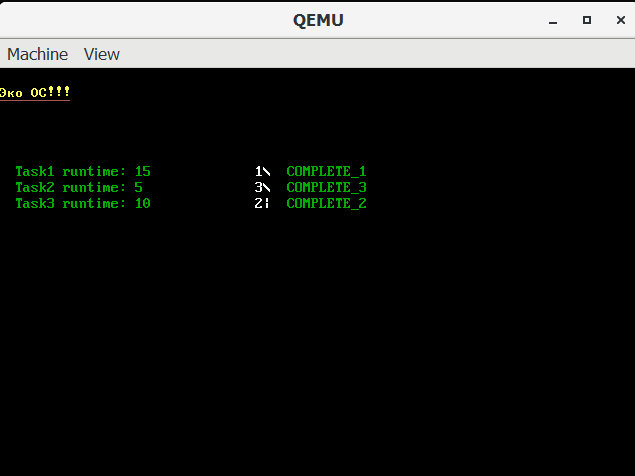 QEMU
Machine View
Эко ОС!!!
Task1 runtime: 15 1\ COMPLETE_1
Task2 runtime: 5 3\ COMPLETE_3
Task3 runtime: 10 2¦ COMPLETE_2